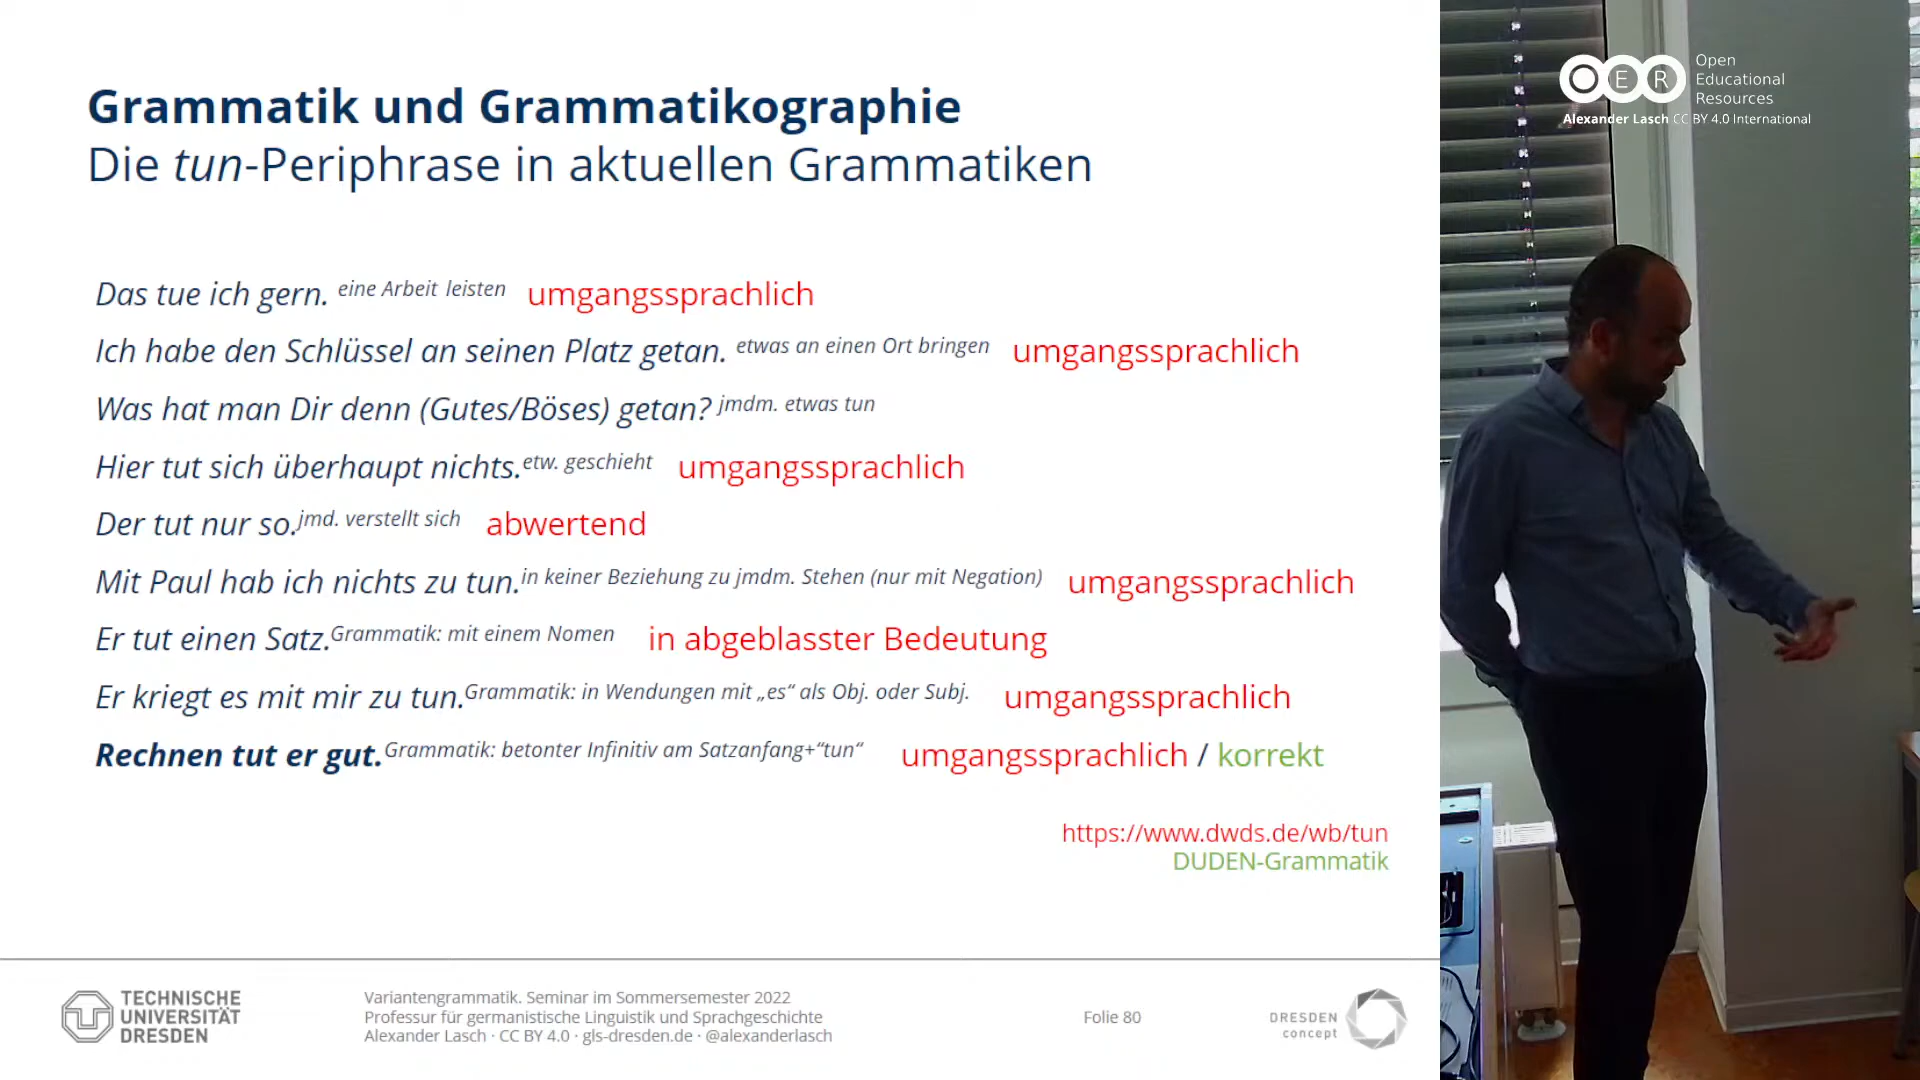 Grammatik und Grammatikographie
Die tun-Periphrase in aktuellen Grammatiken
Das tue ich gern. eine Arbeit leisten umgangssprachlich
Ich habe den Schlüssel an seinen Platz getan. etwas an einen Ort bringen umgangssprachlich
Was hat man Dir denn (Gutes/Böses) getan? jmdm. etwas tun
Hier tut sich überhaupt nichts. etw. geschieht umgangssprachlich
Der tut nur so. jmd. verstellt sich abwertend
Mit Paul hab ich nichts zu tun. in keiner Beziehung zu jmdm. Stehen (nur mit Negation) umgangssprachlich
Er tut einen Satz. Grammatik: mit einem Nomen in abgeblasster Bedeutung
Er kriegt es mit mir zu tun. Grammatik: in Wendungen mit „es“ als Obj. oder Subj. umgangssprachlich
Rechnen tut er gut. Grammatik: betonter Infinitiv am Satzanfang+“tun“ umgangssprachlich / korrekt
https://www.dwds.de/wb/tun
DUDEN-Grammatik
TECHNISCHE
UNIVERSITÄT
DRESDEN
Variantengrammatik. Seminar im Sommersemester 2022
Professur für germanistische Linguistik und Sprachgeschichte
Alexander Lasch · CC BY 4.0 · gls-dresden.de · @alexanderlasch
Folie 80
DRESDEN
concept
OER
Open
Educational
Resources
Alexander Lasch CC BY 4.0 International